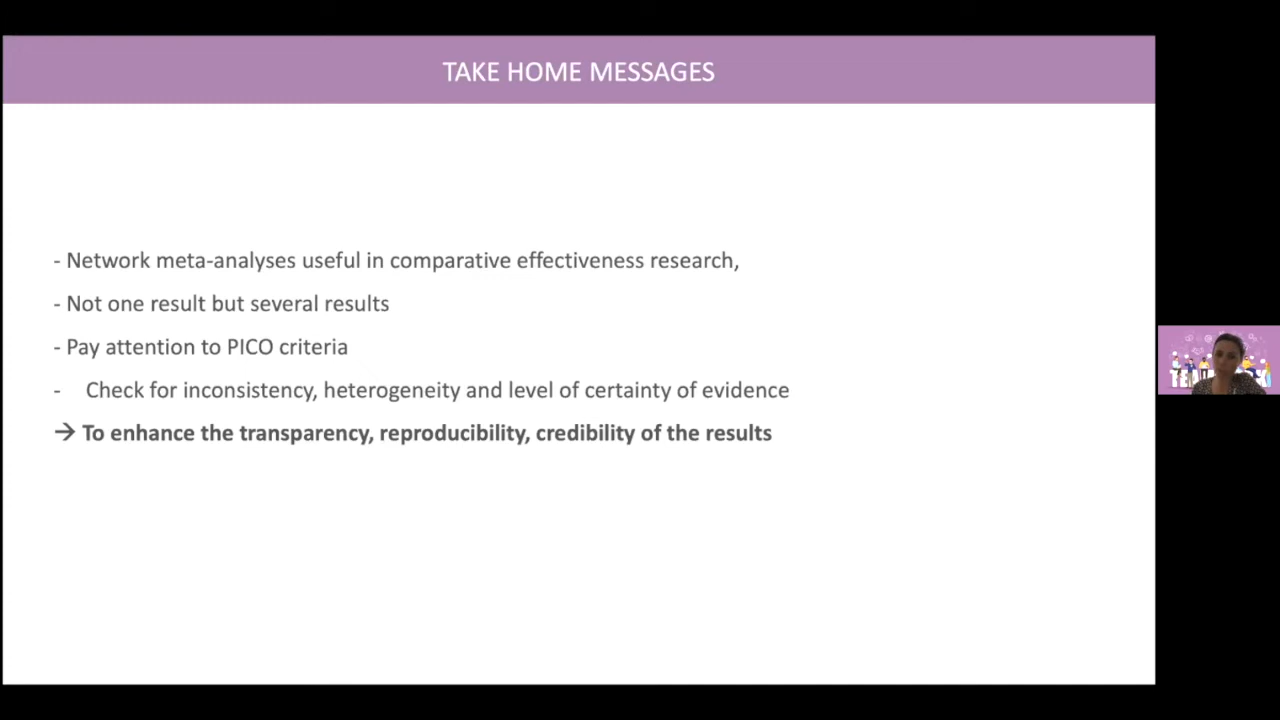 TAKE HOME MESSAGES
- Network meta-analyses useful in comparative effectiveness research,
- Not one result but several results
- Pay attention to PICO criteria
- Check for inconsistency, heterogeneity and level of certainty of evidence
→ To enhance the transparency, reproducibility, credibility of the results